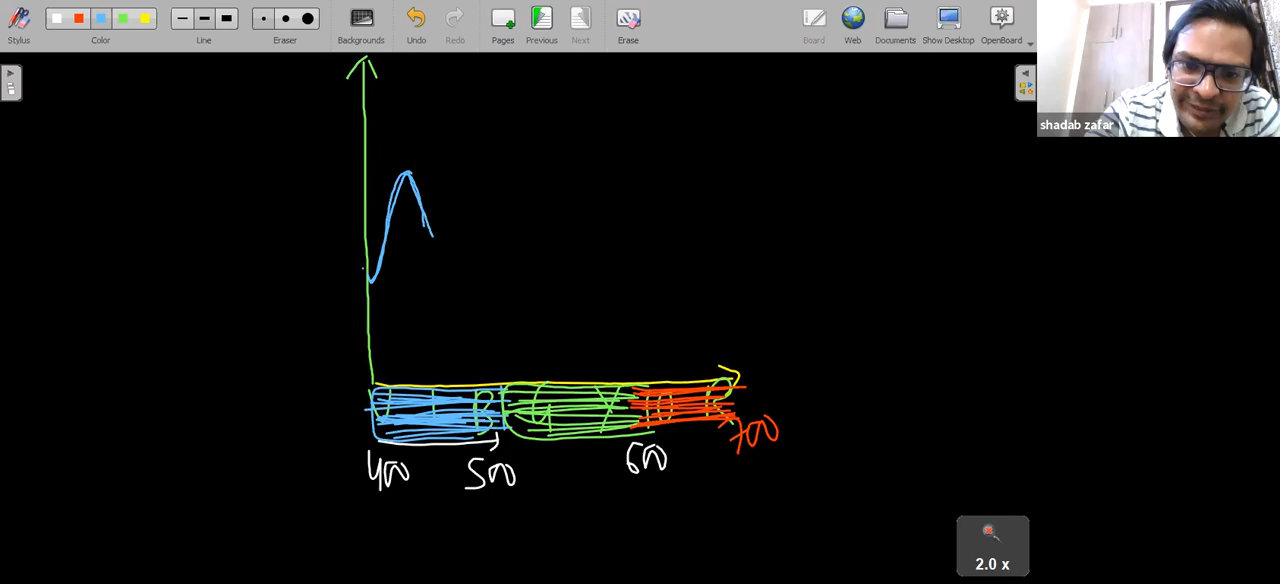 Stylus
Color
Line
Eraser
Backgrounds
Undo
Redo
Pages
Previous
Next
Erase
Board
Web
Documents
Show Desktop
OpenBoard
shadab zafar
V I B G Y O R
400
500
600
700
2.0 x